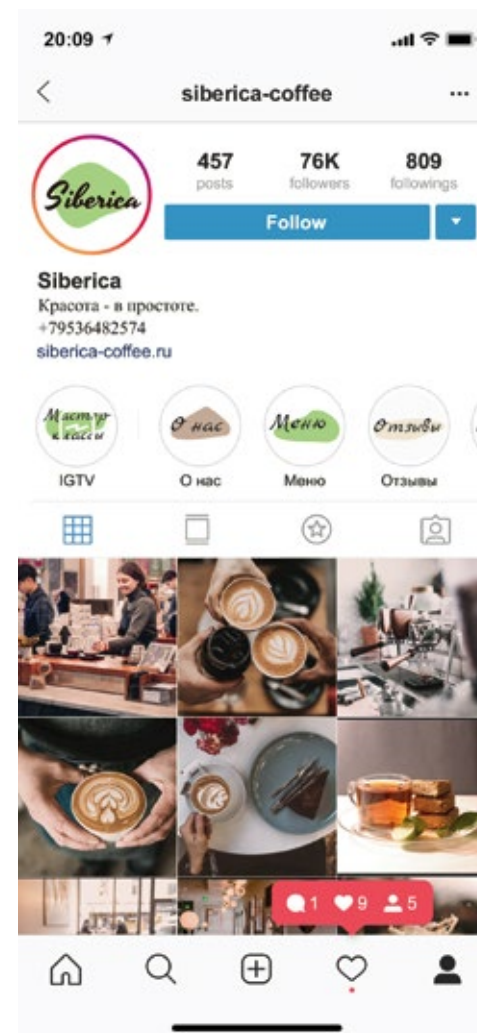 20:09
siberica-coffee
Siberica
457 76K 809
posts followers followings
Follow
Siberica
Красота - в простоте.
+79536482574
siberica-coffee.ru
Мастер
классы
О нас
Меню
Отзывы
IGTV О нас Меню Отзывы
1 9 5